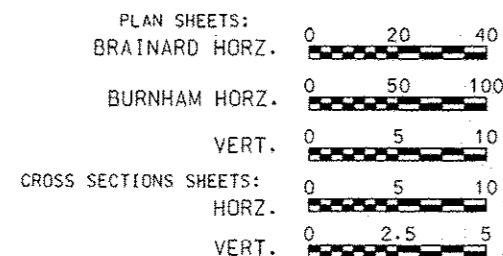 PLAN SHEETS:
BRAINARD HORZ. 0 20 40
BURNHAM HORZ. 0 50 100
VERT. 0 5 10
CROSS SECTIONS SHEETS:
HORZ. 0 5 10
VERT. 0 2.5 5